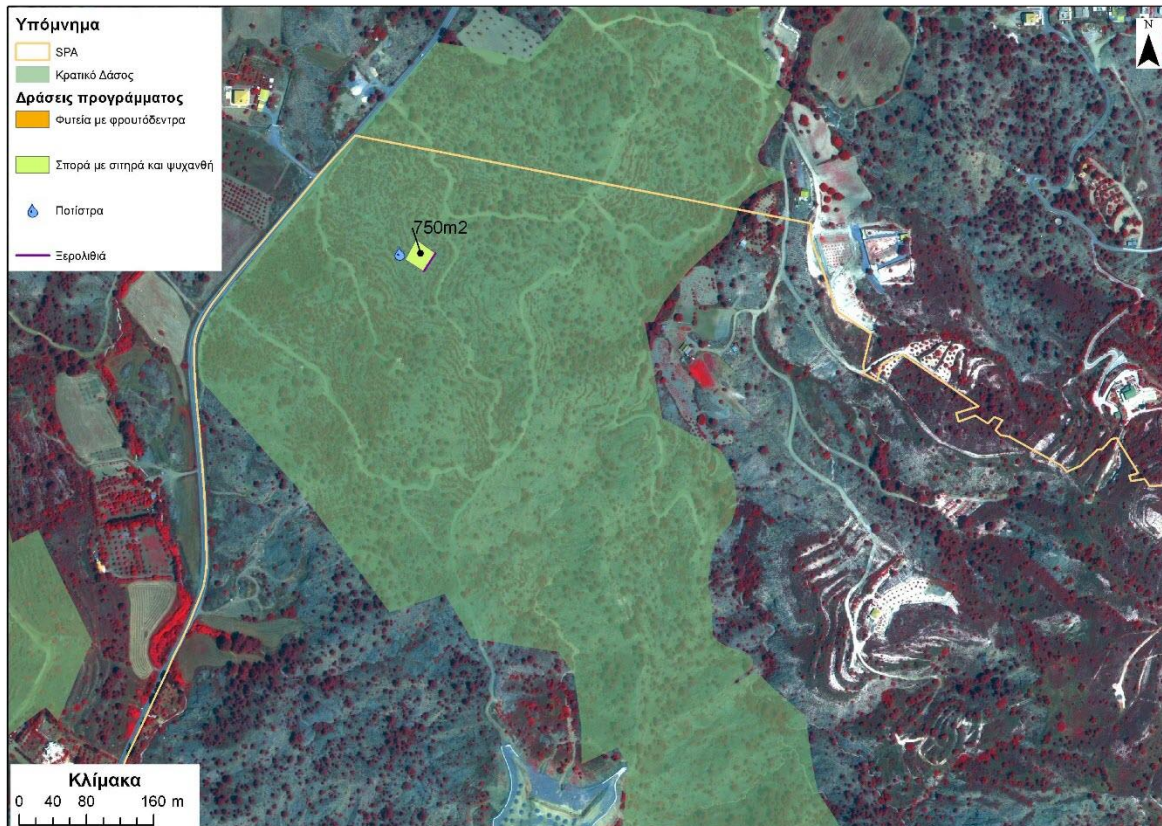 Υπόμνημα
SPA
Κρατικό Δάσος
Δράσεις προγράμματος
Φυτεία με φρουτόδεντρα
Σπορά με σιτηρά και ψυχανθή
Ποτίστρα
Ξερολιθιά
N
750m2
Κλίμακα
0 40 80 160 m